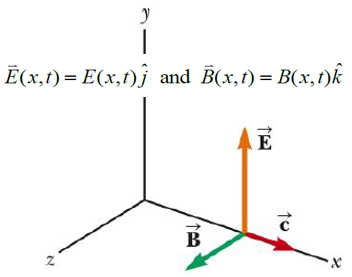 y
E⃗(x,t) = E(x,t)ĵ and B⃗(x,t) = B(x,t)k̂
E⃗
c⃗
B⃗
z
x